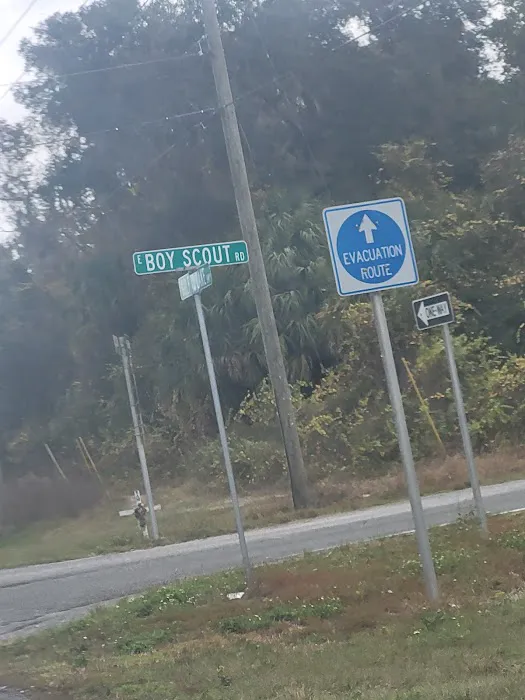 E BOY SCOUT RD
EVACUATION
ROUTE
ONE WAY